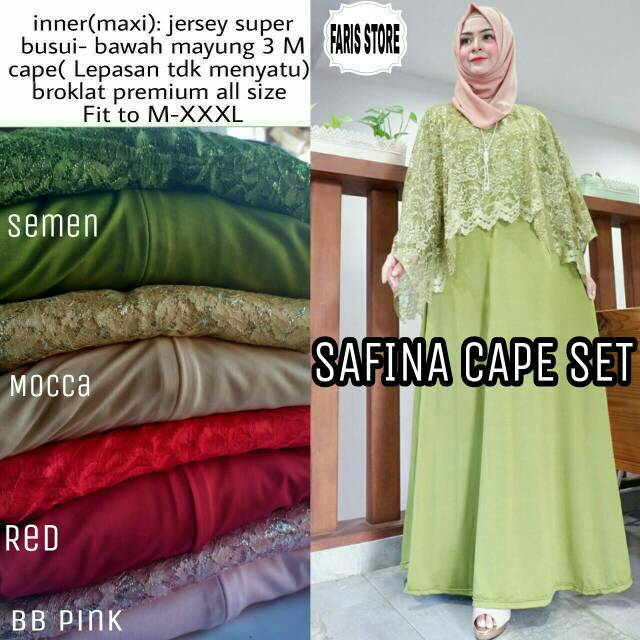 inner(maxi): jersey super
busui- bawah mayung 3 M
cape( Lepasan tdk menyatu)
broklat premium all size
Fit to M-XXXL
FARIS STORE
semen
Mocca
Red
BB Pink
SAFINA CAPE SET